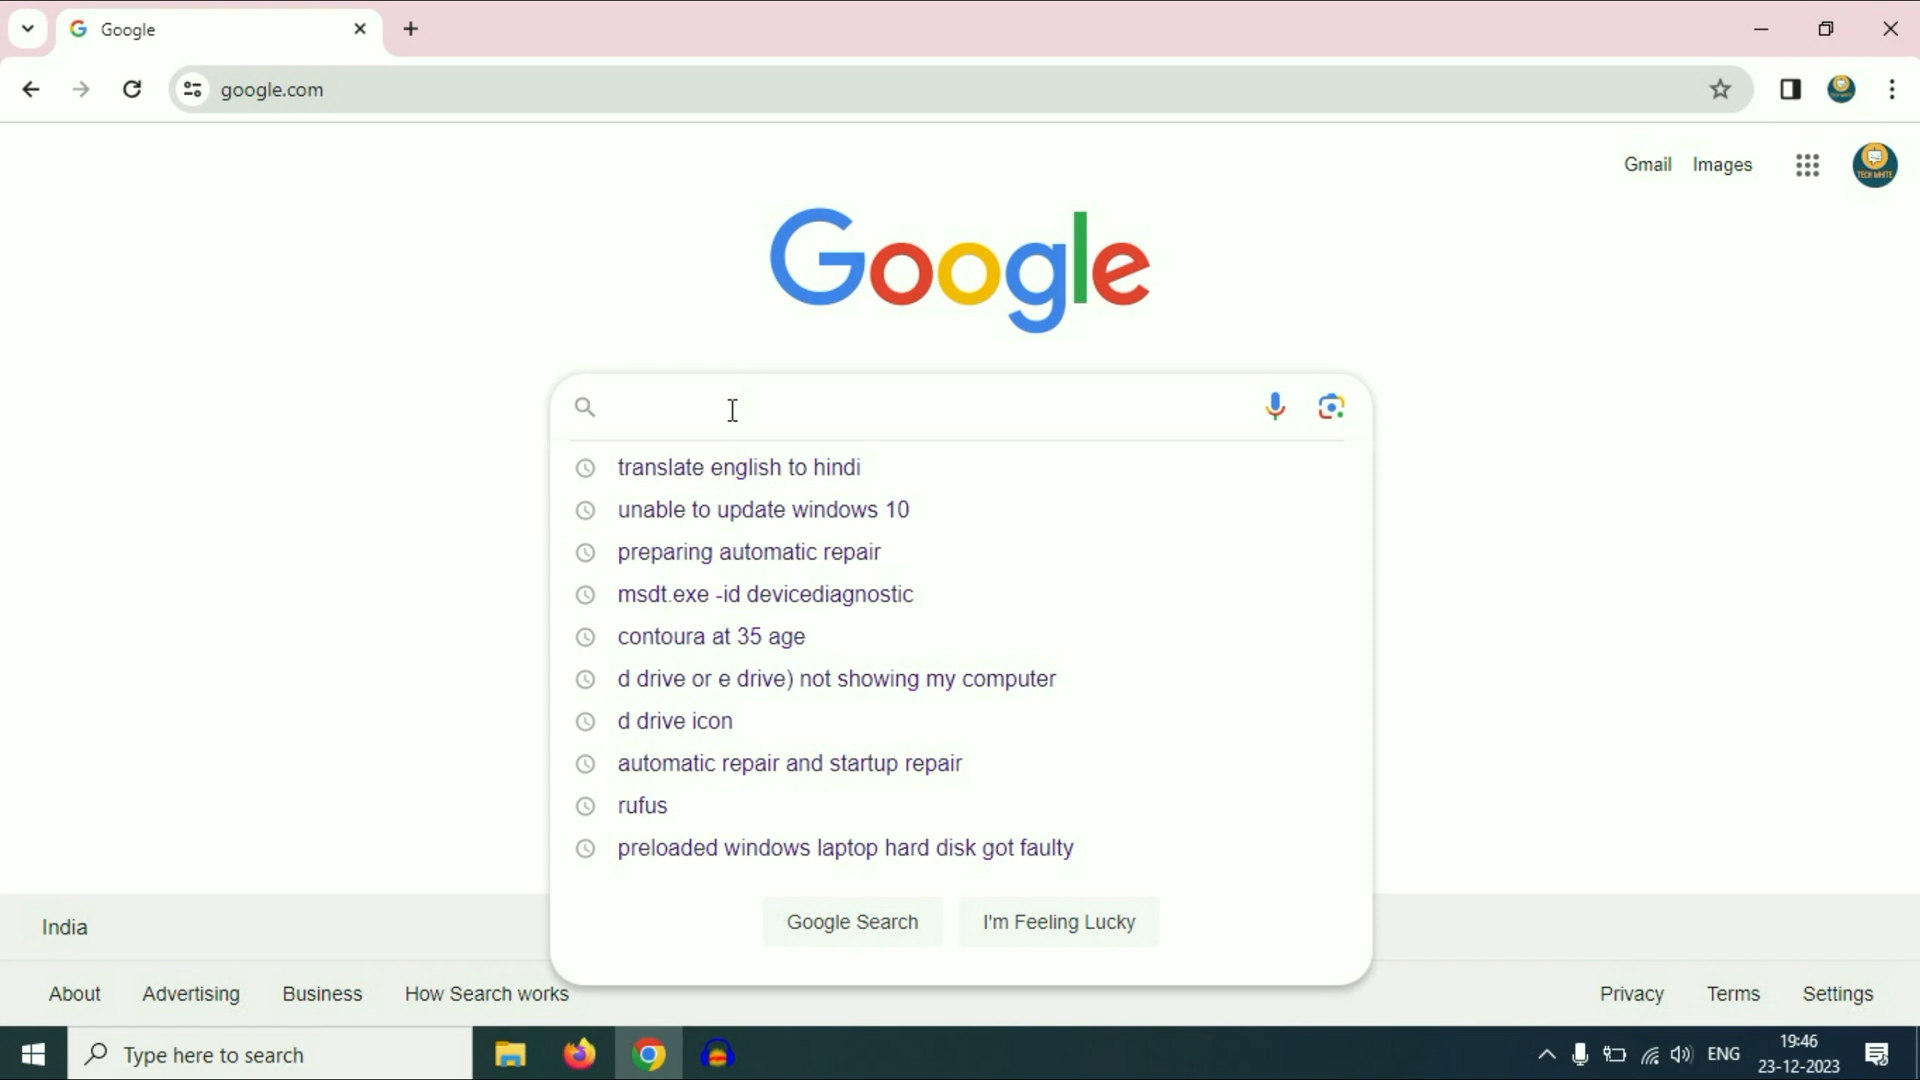 Google
google.com
Gmail Images
TECH WHITE
Google
translate english to hindi
unable to update windows 10
preparing automatic repair
msdt.exe -id devicediagnostic
contoura at 35 age
d drive or e drive) not showing my computer
d drive icon
automatic repair and startup repair
rufus
preloaded windows laptop hard disk got faulty
Google Search I'm Feeling Lucky
India
About Advertising Business How Search works Privacy Terms Settings
Type here to search ENG 19:46
23-12-2023